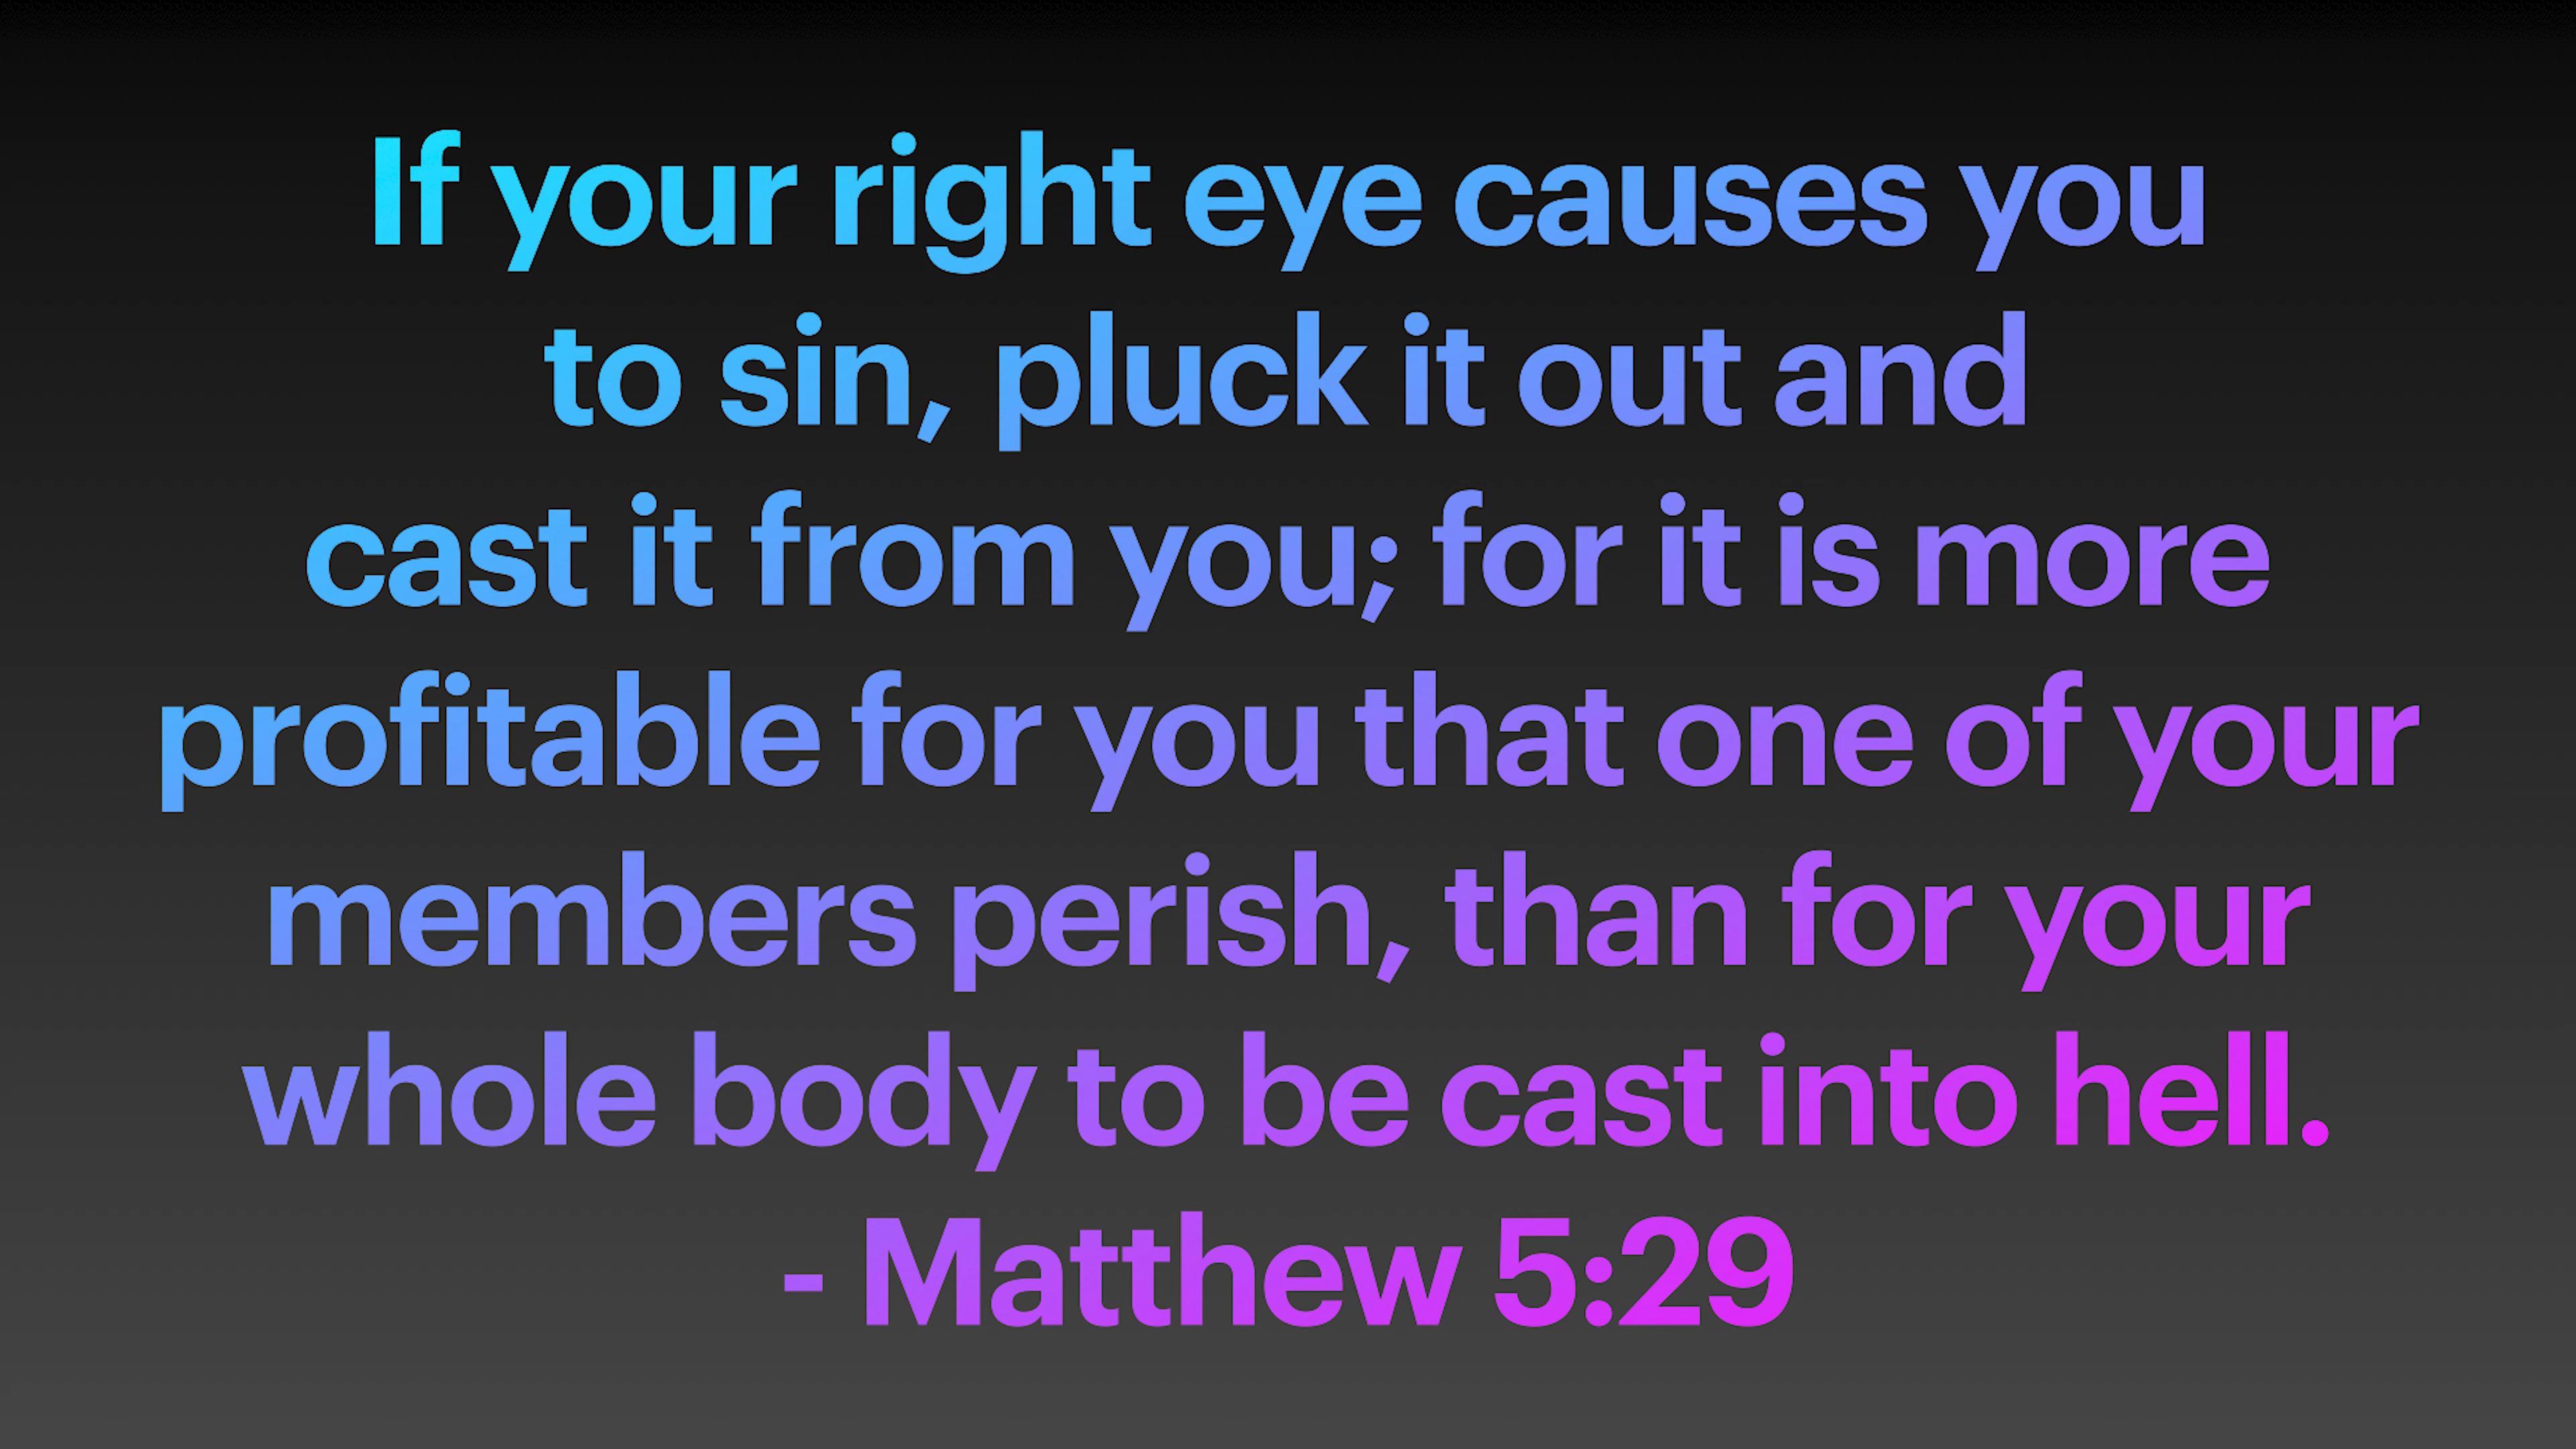 If your right eye causes you
to sin, pluck it out and
cast it from you; for it is more
profitable for you that one of your
members perish, than for your
whole body to be cast into hell.
- Matthew 5:29